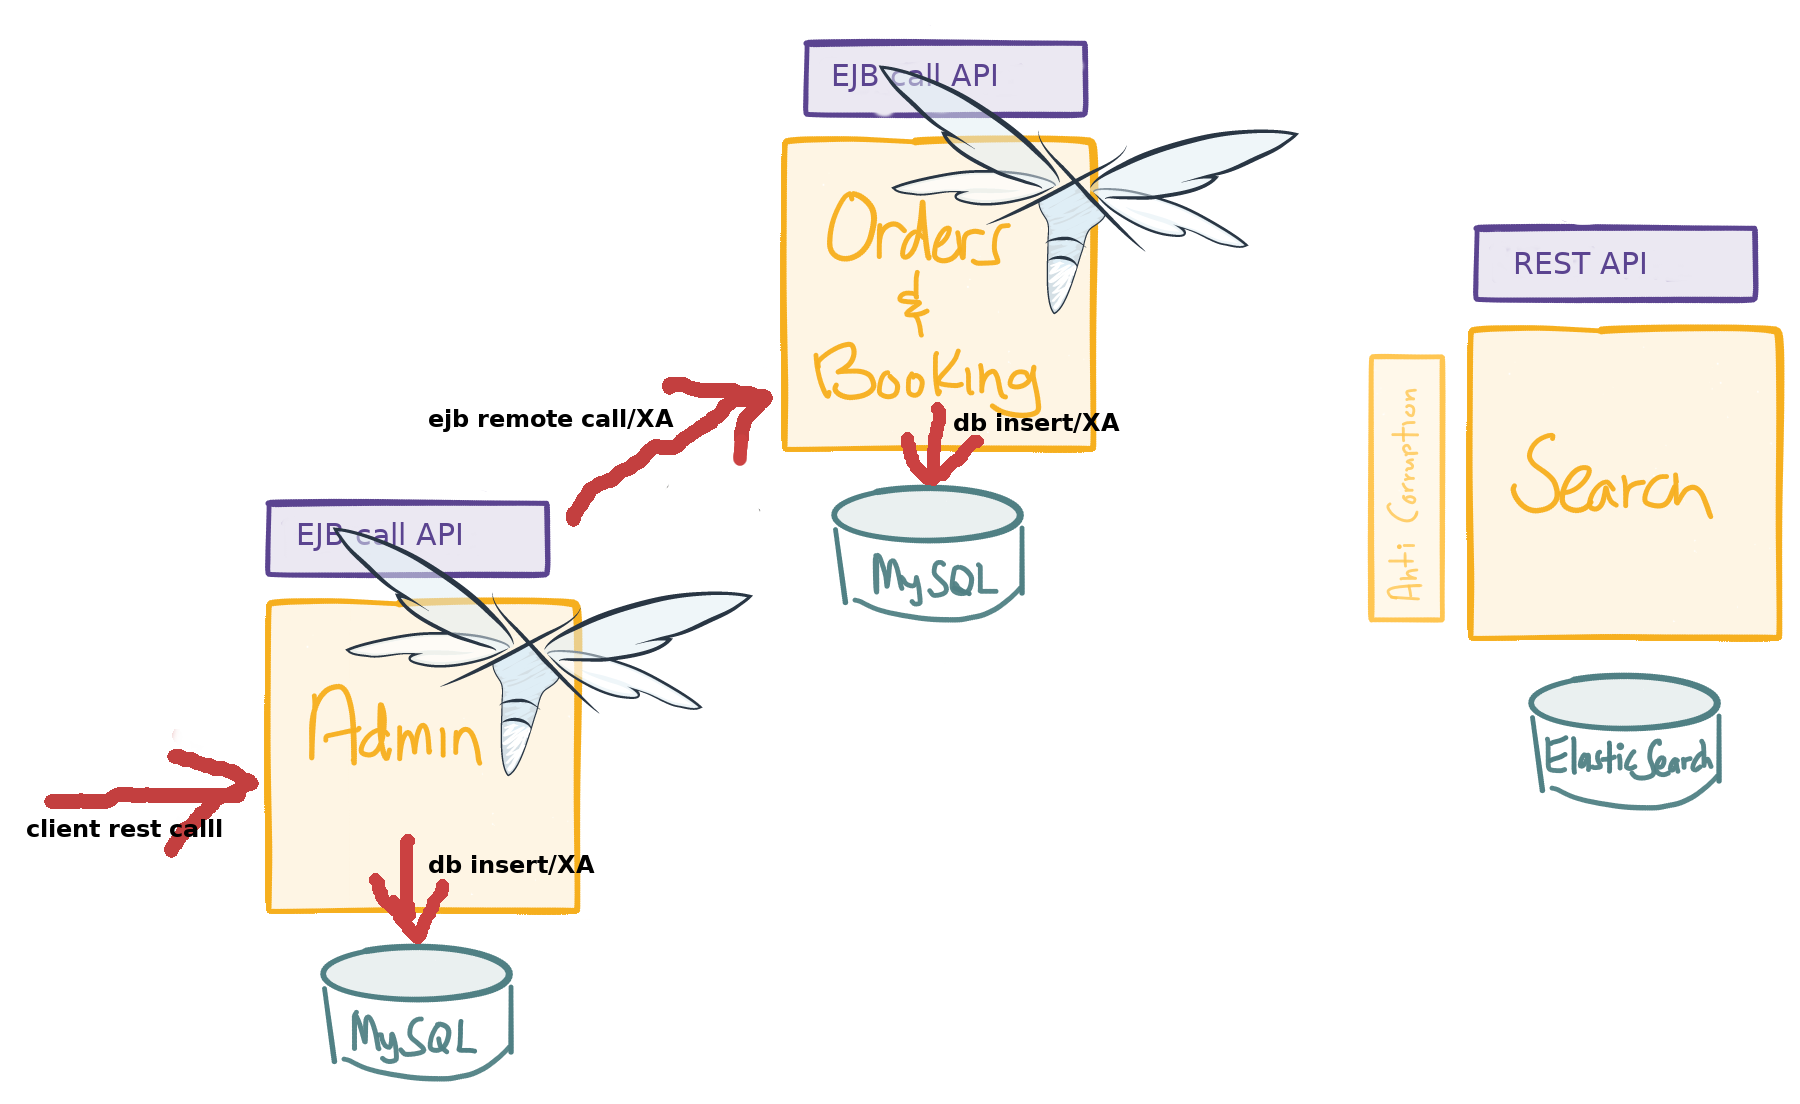 EJB call API
Orders
&
Booking
ejb remote call/XA
db insert/XA
MySQL
EJB call API
Admin
client rest calll
db insert/XA
MySQL
REST API
Anti Corruption
Search
ElasticSearch